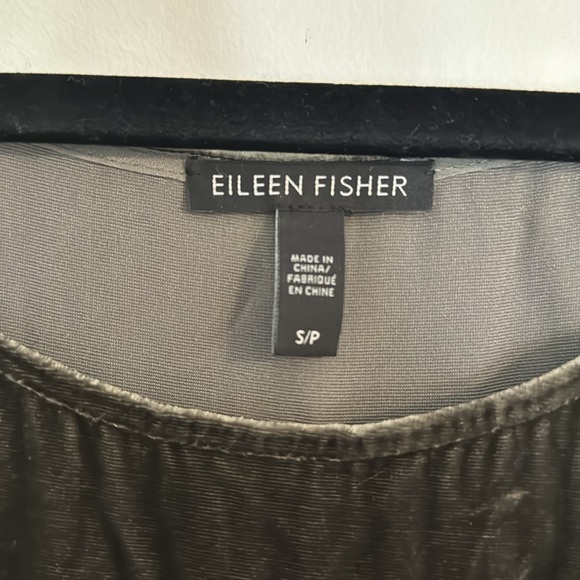 EILEEN FISHER
MADE IN
CHINA/
FABRIQUÉ
EN CHINE
S/P